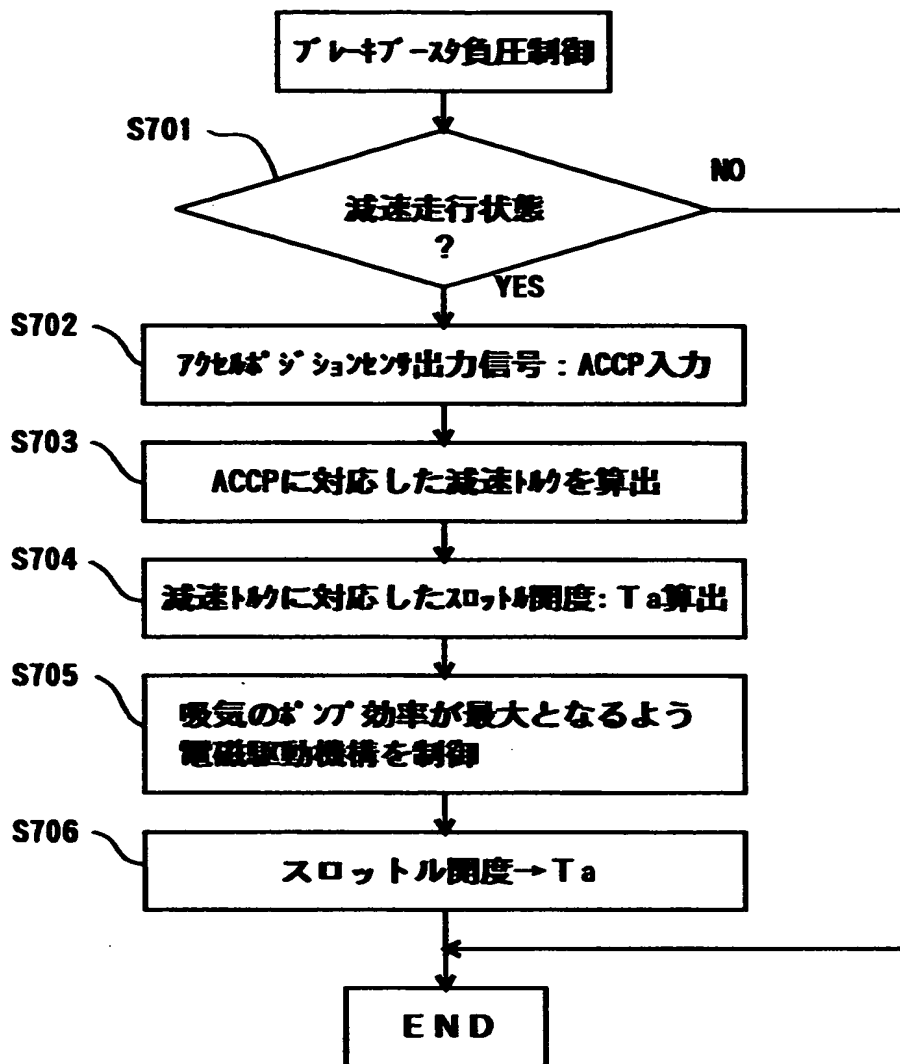 ブレーキブースタ負圧制御
S701
NO
減速走行状態
?
YES
S702
アクセルポジションセンサ出力信号:ACCP入力
S703
ACCPに対応した減速トルクを算出
S704
減速トルクに対応したスロットル開度:Ta算出
S705
吸気のポンプ効率が最大となるよう
電磁駆動機構を制御
S706
スロットル開度→Ta
END